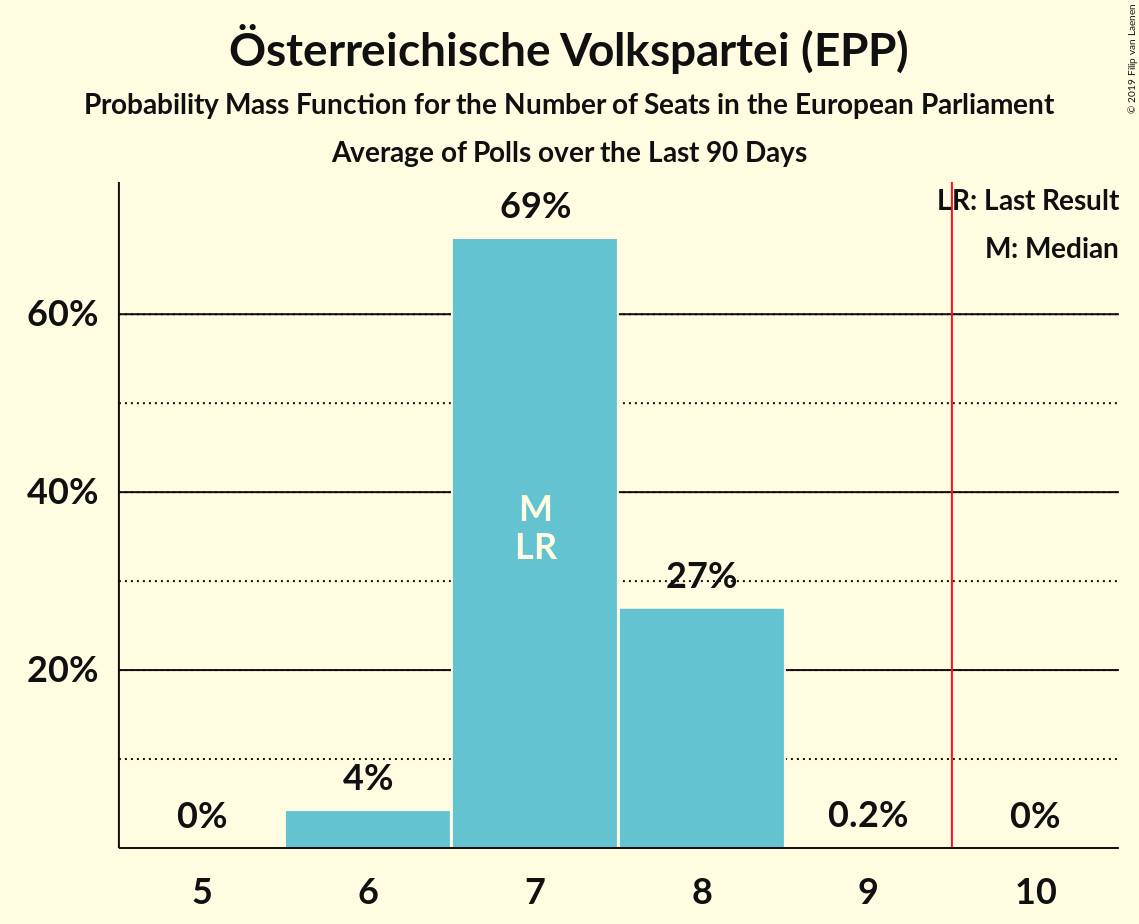 Österreichische Volkspartei (EPP)
Probability Mass Function for the Number of Seats in the European Parliament
Average of Polls over the Last 90 Days
© 2019 Filip van Laenen
LR: Last Result
M: Median
69%
60%
40%
M
LR
27%
20%
4%
0%
0.2%
0%
5 6 7 8 9 10